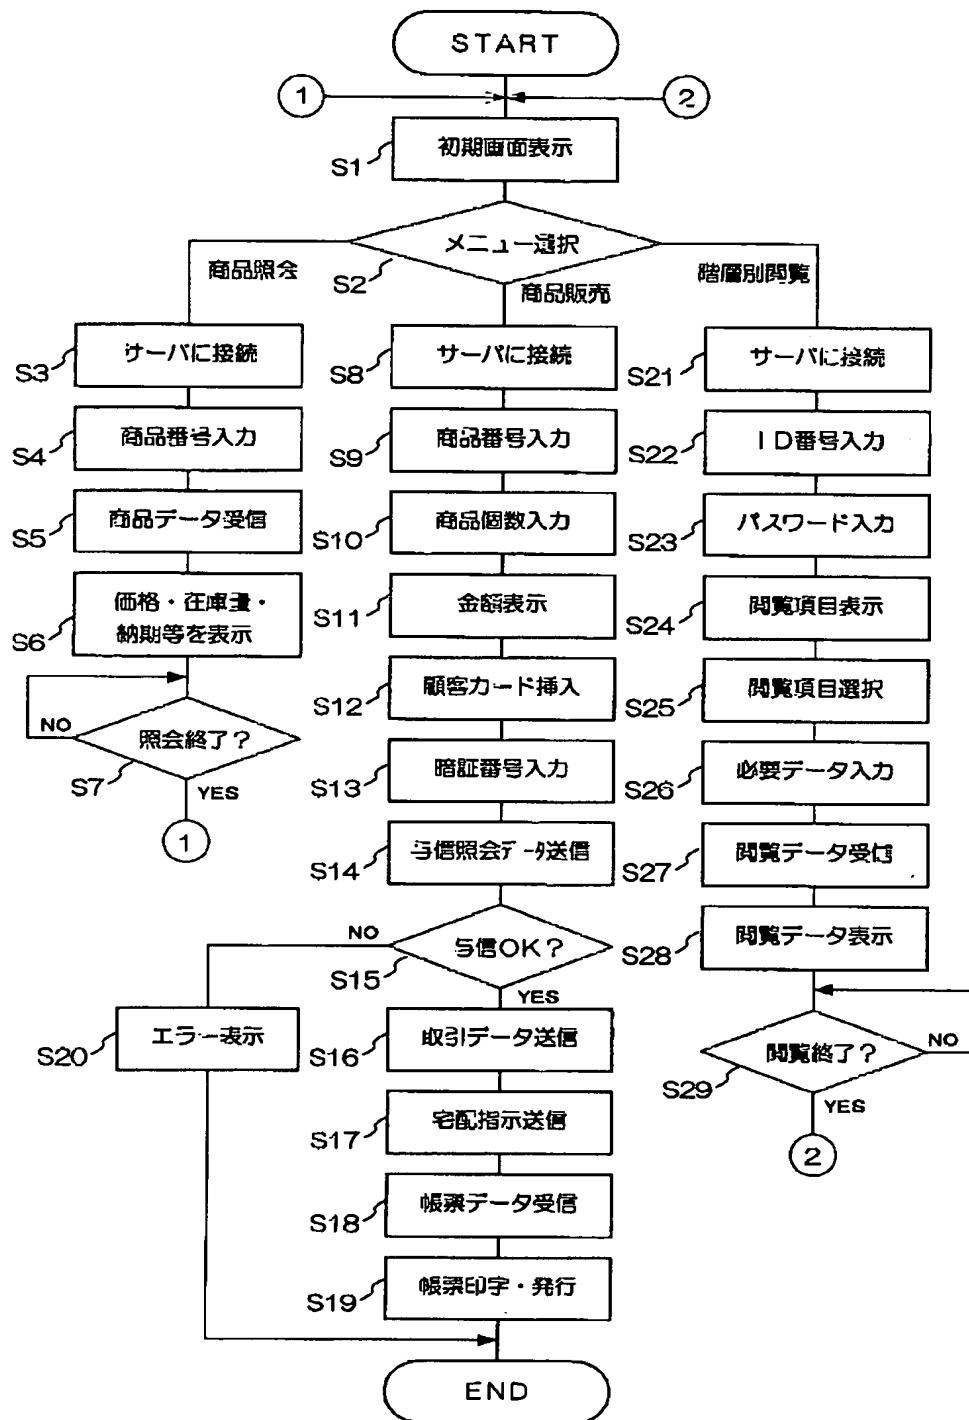 START
1
2
初期画面表示
S1
メニュー選択
S2
商品照会
商品販売
階層別閲覧
サーバに接続
S3
商品番号入力
S4
商品データ受信
S5
価格・在庫量・
納期等を表示
S6
NO
照会終了?
S7
YES
1
サーバに接続
S8
商品番号入力
S9
商品個数入力
S10
金額表示
S11
顧客カード挿入
S12
暗証番号入力
S13
与信照会データ送信
S14
NO
与信OK?
S15
YES
エラー表示
S20
取引データ送信
S16
宅配指示送信
S17
帳票データ受信
S18
帳票印字・発行
S19
サーバに接続
S21
ID番号入力
S22
パスワード入力
S23
閲覧項目表示
S24
閲覧項目選択
S25
必要データ入力
S26
閲覧データ受信
S27
閲覧データ表示
S28
閲覧終了?
NO
S29
YES
2
END